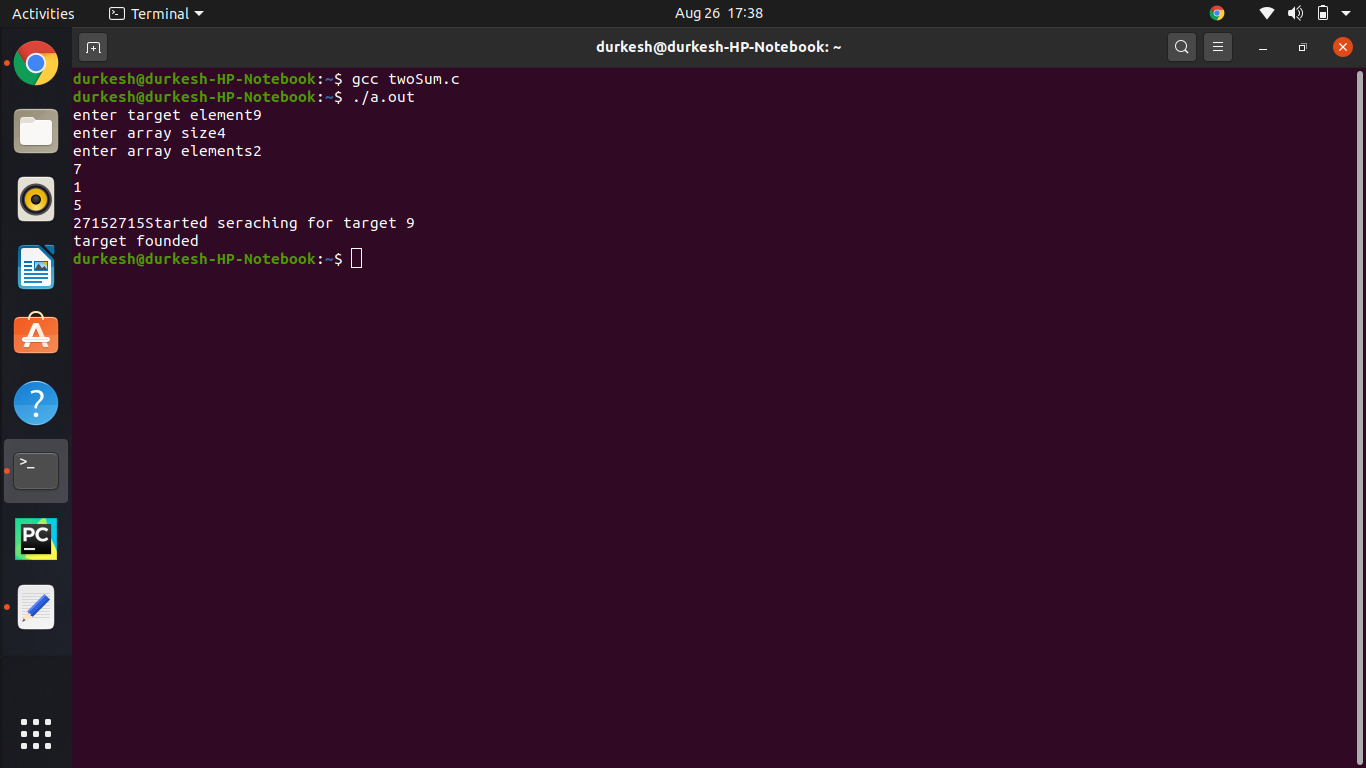 Activities
Terminal
Aug 26 17:38
durkesh@durkesh-HP-Notebook: ~
durkesh@durkesh-HP-Notebook:~$ gcc twoSum.c
durkesh@durkesh-HP-Notebook:~$ ./a.out
enter target element9
enter array size4
enter array elements2
7
1
5
27152715Started seraching for target 9
target founded
durkesh@durkesh-HP-Notebook:~$
A
?
>_
PC